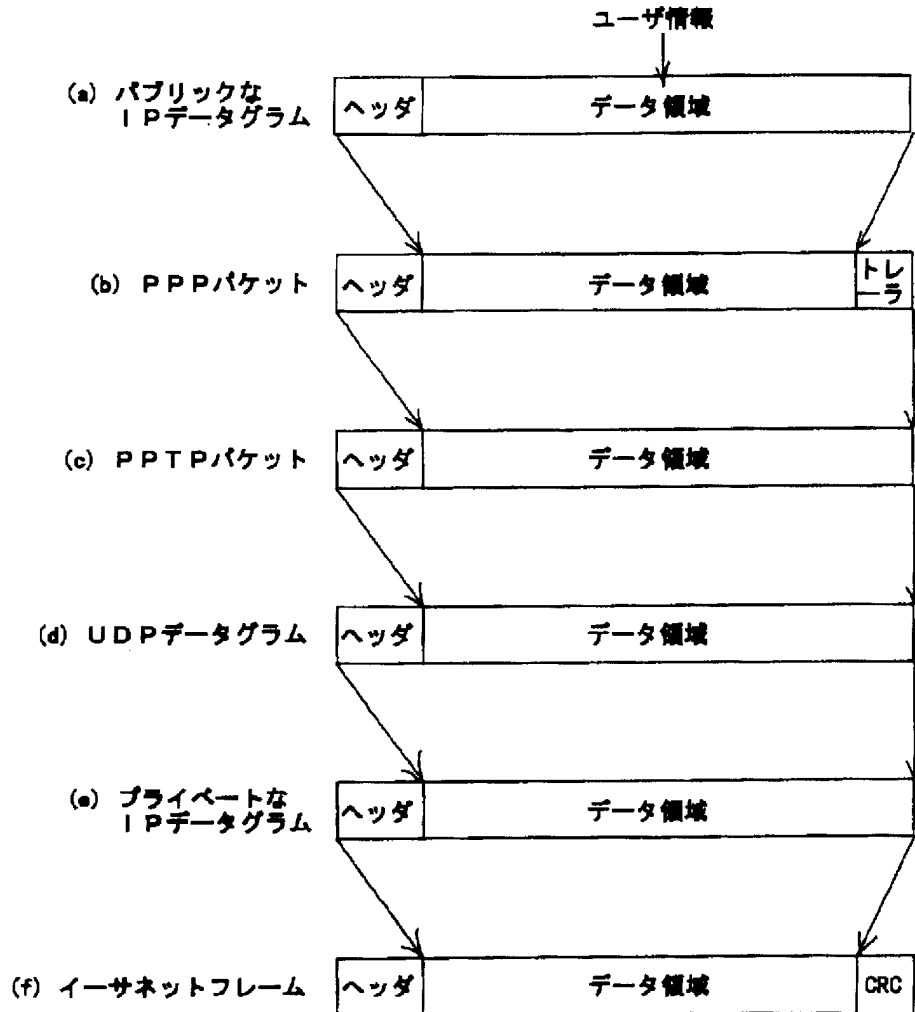 ユーザ情報
(a) パブリックな
ＩＰデータグラム
ヘッダ データ領域
(b) ＰＰＰパケット ヘッダ データ領域 トレーラ
(c) ＰＰＴＰパケット ヘッダ データ領域
(d) ＵＤＰデータグラム ヘッダ データ領域
(e) プライベートな
ＩＰデータグラム
ヘッダ データ領域
(f) イーサネットフレーム ヘッダ データ領域 CRC